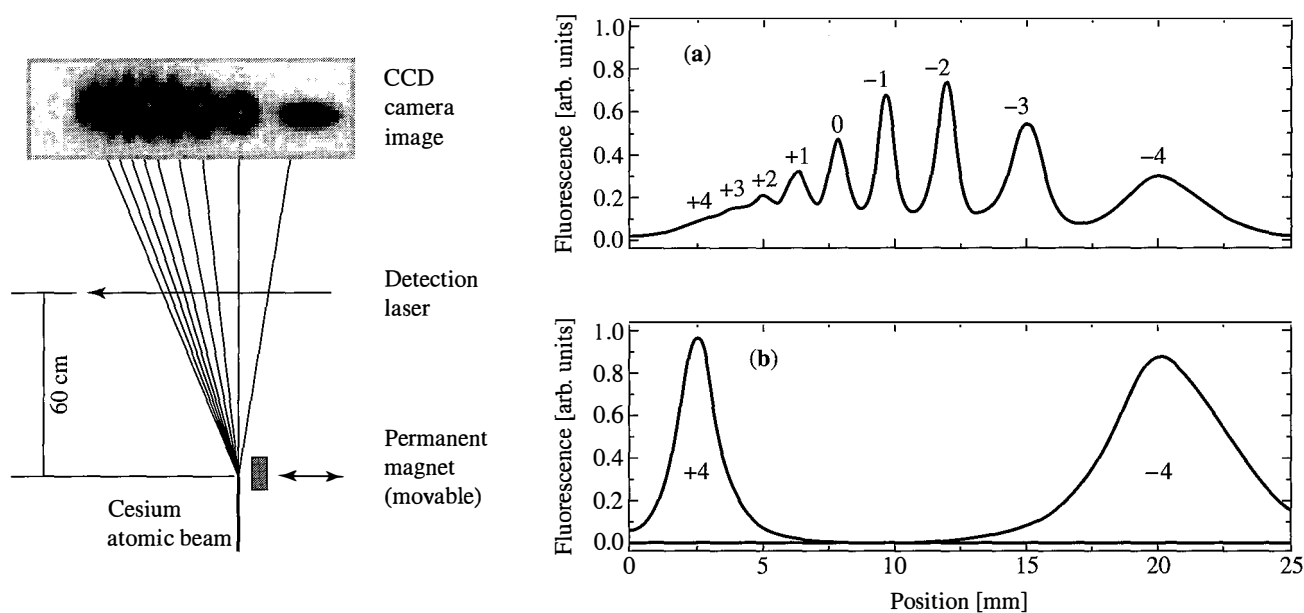 CCD
camera
image
Detection
laser
60 cm
Permanent
magnet
(movable)
Cesium
atomic beam
(a)
Fluorescence [arb. units]
1.0
0.8
0.6
0.4
0.2
0.0
+4
+3
+2
+1
0
−1
−2
−3
−4
(b)
Fluorescence [arb. units]
1.0
0.8
0.6
0.4
0.2
0.0
+4
−4
0
5
10
15
20
25
Position [mm]